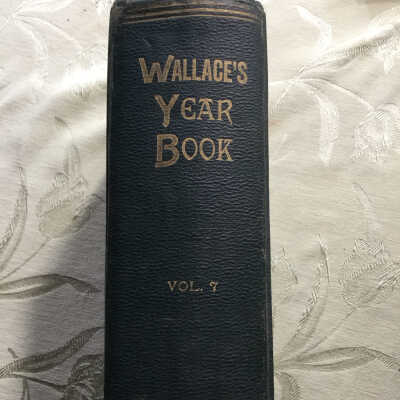 WALLACE'S
YEAR
BOOK
VOL. 7